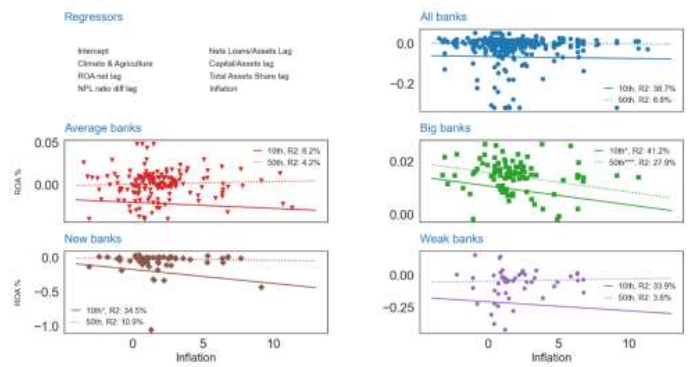 Regressors
Intercept
Climate & Agriculture
ROA net lag
NPL ratio diff lag
Nets Loans/Assets Lag
Capital/Assets lag
Total Assets Share lag
Inflation
All banks
0.0
−0.2
10th, R2: 38.7%
50th, R2: 6.8%
Average banks
0.05
0.00
ROA %
10th, R2: 8.2%
50th, R2: 4.2%
Big banks
0.02
0.00
10th*, R2: 41.2%
50th***, R2: 27.9%
New banks
0.0
−0.5
−1.0
ROA %
10th*, R2: 34.5%
50th, R2: 10.9%
0 5 10
Inflation
Weak banks
0.00
−0.25
10th, R2: 33.9%
50th, R2: 3.6%
0 5 10
Inflation